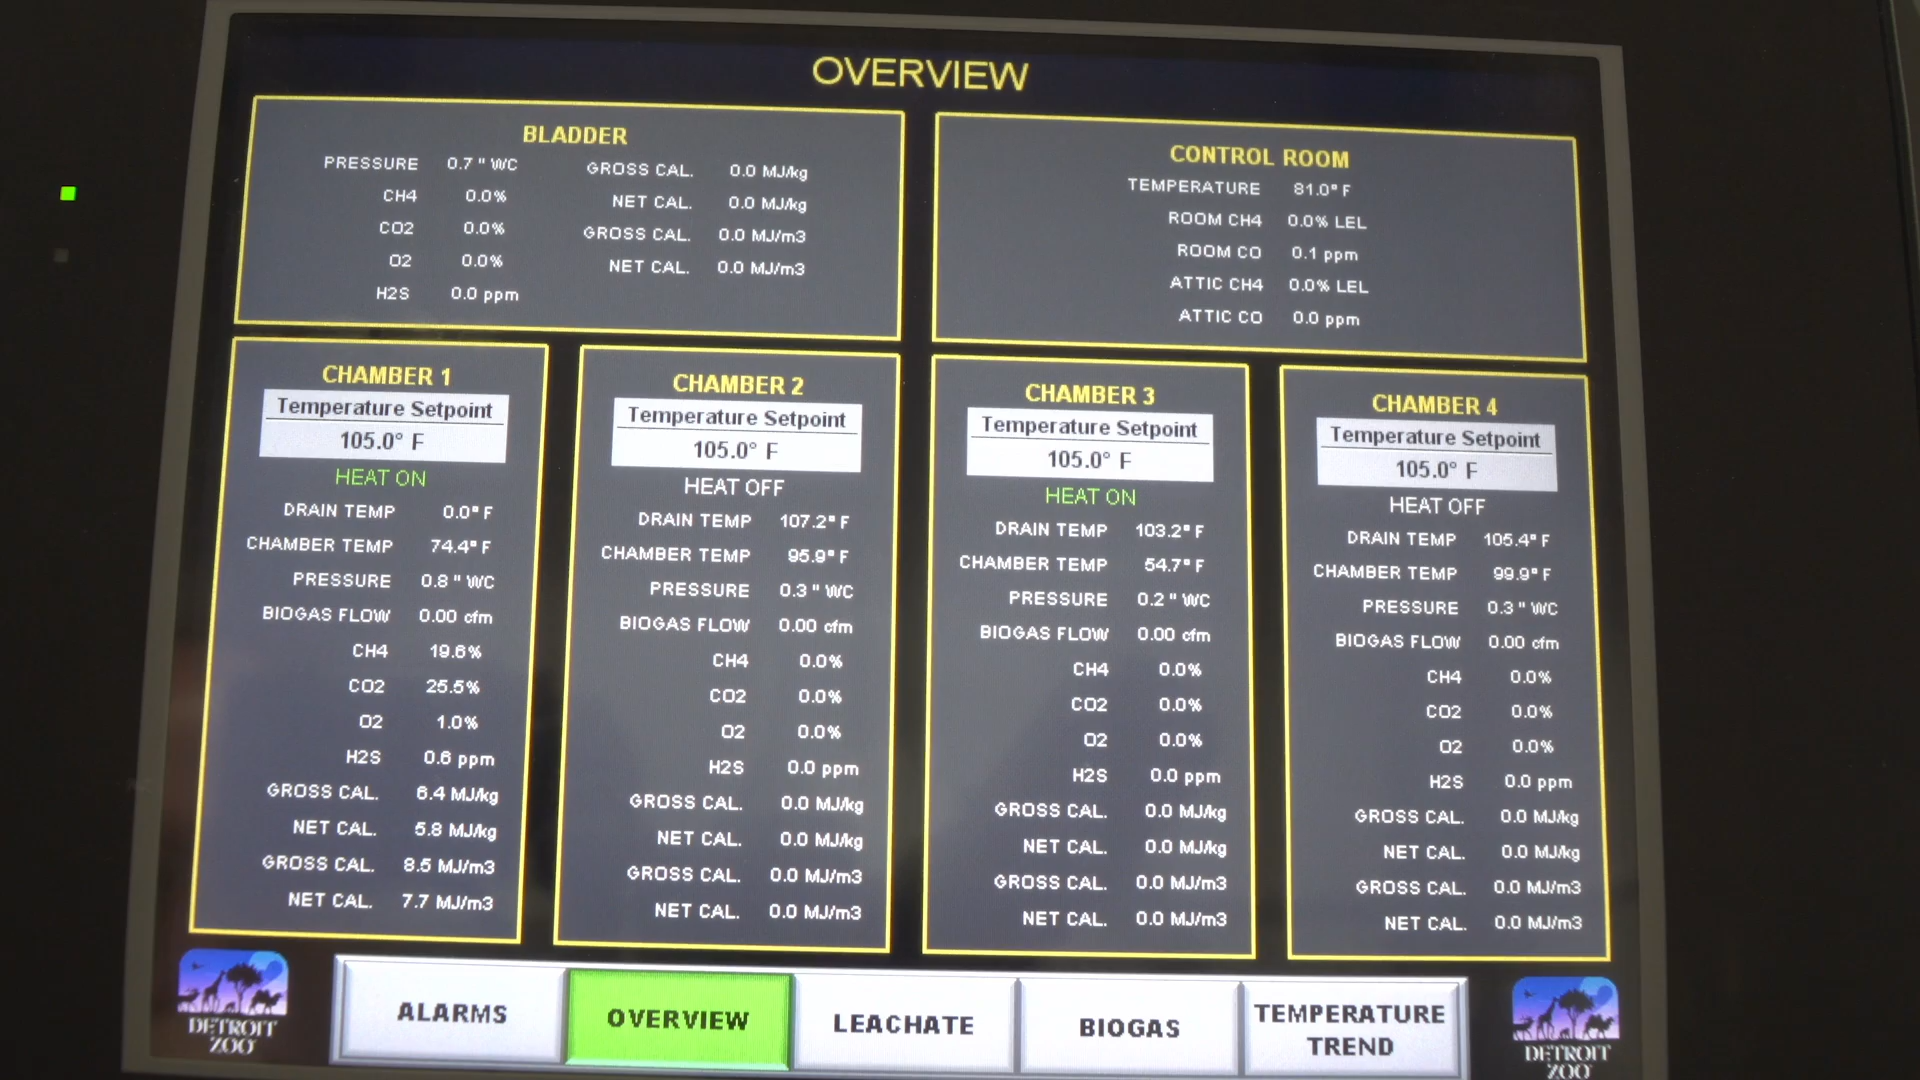 OVERVIEW
BLADDER
PRESSURE 0.7 " WC GROSS CAL. 0.0 MJ/kg
CH4 0.0% NET CAL. 0.0 MJ/kg
CO2 0.0% GROSS CAL. 0.0 MJ/m3
O2 0.0% NET CAL. 0.0 MJ/m3
H2S 0.0 ppm
CONTROL ROOM
TEMPERATURE 81.0° F
ROOM CH4 0.0% LEL
ROOM CO 0.1 ppm
ATTIC CH4 0.0% LEL
ATTIC CO 0.0 ppm
CHAMBER 1
Temperature Setpoint
105.0° F
HEAT ON
DRAIN TEMP 0.0° F
CHAMBER TEMP 74.4° F
PRESSURE 0.8 " WC
BIOGAS FLOW 0.00 cfm
CH4 19.6%
CO2 25.5%
O2 1.0%
H2S 0.6 ppm
GROSS CAL. 6.4 MJ/kg
NET CAL. 5.8 MJ/kg
GROSS CAL. 8.5 MJ/m3
NET CAL. 7.7 MJ/m3
CHAMBER 2
Temperature Setpoint
105.0° F
HEAT OFF
DRAIN TEMP 107.2° F
CHAMBER TEMP 95.9° F
PRESSURE 0.3 " WC
BIOGAS FLOW 0.00 cfm
CH4 0.0%
CO2 0.0%
O2 0.0%
H2S 0.0 ppm
GROSS CAL. 0.0 MJ/kg
NET CAL. 0.0 MJ/kg
GROSS CAL. 0.0 MJ/m3
NET CAL. 0.0 MJ/m3
CHAMBER 3
Temperature Setpoint
105.0° F
HEAT ON
DRAIN TEMP 103.2° F
CHAMBER TEMP 54.7° F
PRESSURE 0.2 " WC
BIOGAS FLOW 0.00 cfm
CH4 0.0%
CO2 0.0%
O2 0.0%
H2S 0.0 ppm
GROSS CAL. 0.0 MJ/kg
NET CAL. 0.0 MJ/kg
GROSS CAL. 0.0 MJ/m3
NET CAL. 0.0 MJ/m3
CHAMBER 4
Temperature Setpoint
105.0° F
HEAT OFF
DRAIN TEMP 105.4° F
CHAMBER TEMP 99.9° F
PRESSURE 0.3 " WC
BIOGAS FLOW 0.00 cfm
CH4 0.0%
CO2 0.0%
O2 0.0%
H2S 0.0 ppm
GROSS CAL. 0.0 MJ/kg
NET CAL. 0.0 MJ/kg
GROSS CAL. 0.0 MJ/m3
NET CAL. 0.0 MJ/m3
DETROIT
ZOO
ALARMS
OVERVIEW
LEACHATE
BIOGAS
TEMPERATURE
TREND
DETROIT
ZOO